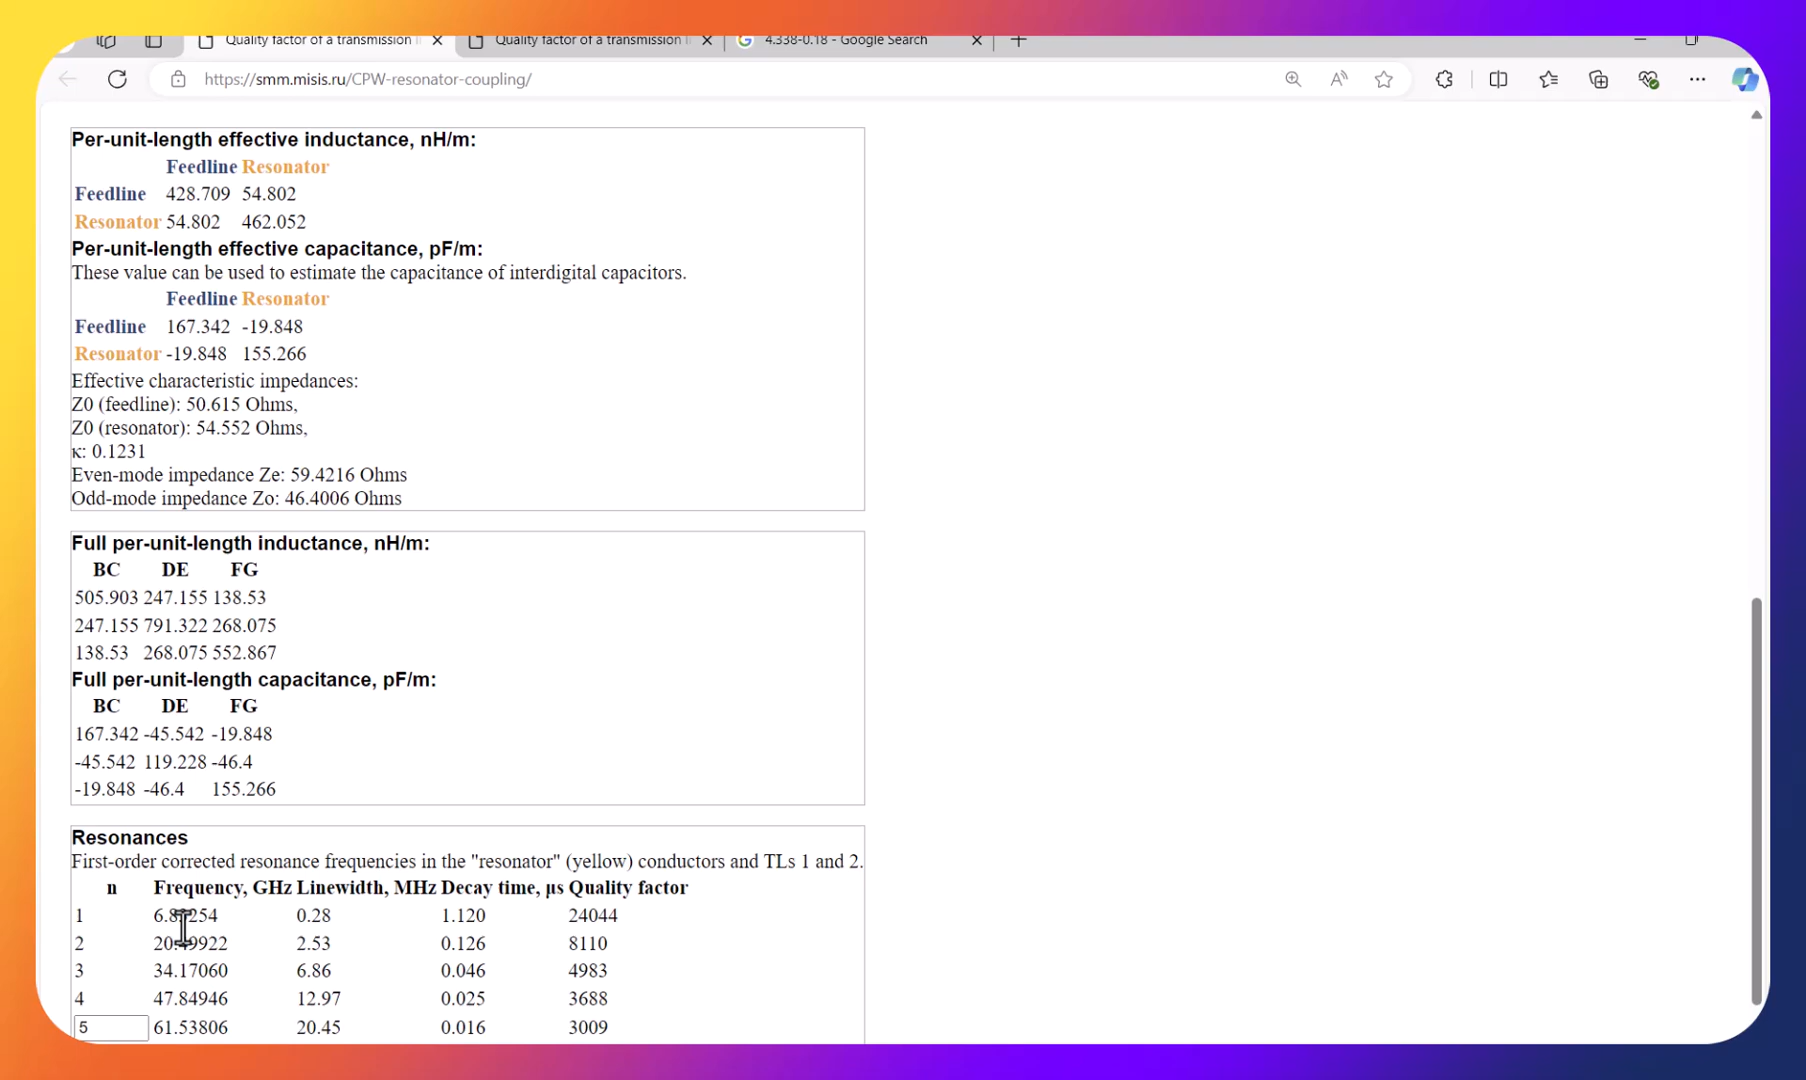 Quality factor of a transmission
Quality factor of a transmission
4.338-0.18 - Google Search
https://smm.misis.ru/CPW-resonator-coupling/
Per-unit-length effective inductance, nH/m:
Feedline Resonator
Feedline 428.709 54.802
Resonator 54.802 462.052
Per-unit-length effective capacitance, pF/m:
These value can be used to estimate the capacitance of interdigital capacitors.
Feedline Resonator
Feedline 167.342 -19.848
Resonator -19.848 155.266
Effective characteristic impedances:
Z0 (feedline): 50.615 Ohms,
Z0 (resonator): 54.552 Ohms,
κ: 0.1231
Even-mode impedance Ze: 59.4216 Ohms
Odd-mode impedance Zo: 46.4006 Ohms
Full per-unit-length inductance, nH/m:
BC DE FG
505.903 247.155 138.53
247.155 791.322 268.075
138.53 268.075 552.867
Full per-unit-length capacitance, pF/m:
BC DE FG
167.342 -45.542 -19.848
-45.542 119.228 -46.4
-19.848 -46.4 155.266
Resonances
First-order corrected resonance frequencies in the "resonator" (yellow) conductors and TLs 1 and 2.
n Frequency, GHz Linewidth, MHz Decay time, μs Quality factor
1 0.28 1.120 24044
2 20.49922 2.53 0.126 8110
3 34.17060 6.86 0.046 4983
4 47.84946 12.97 0.025 3688
5 61.53806 20.45 0.016 3009